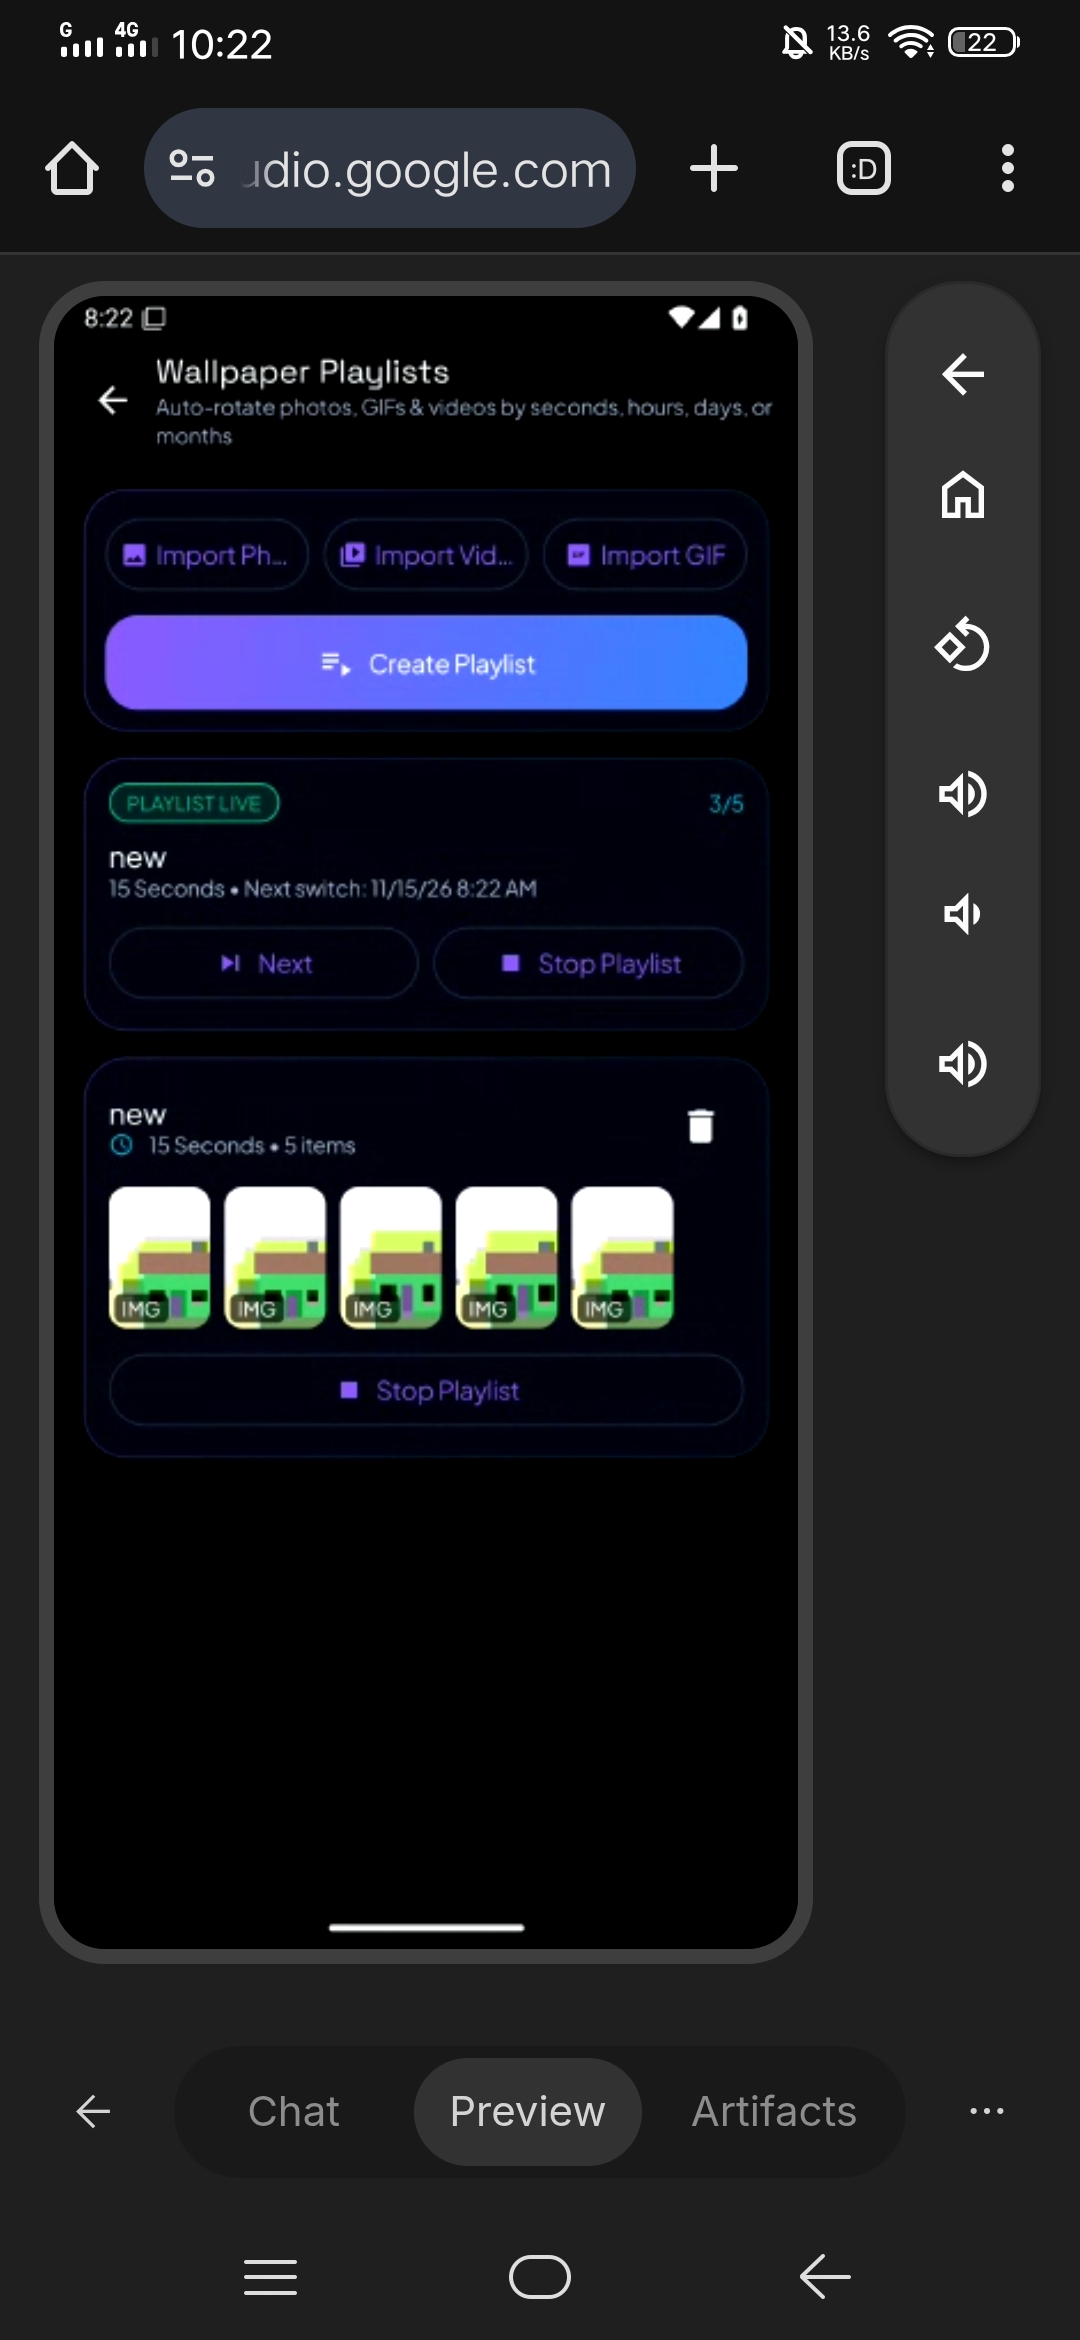 G 4G 10:22 13.6 KB/s 22
udio.google.com :D
8:22
Wallpaper Playlists
Auto-rotate photos, GIFs & videos by seconds, hours, days, or
months
Import Ph... Import Vid... GIF Import GIF
Create Playlist
PLAYLIST LIVE 3/5
new
15 Seconds • Next switch: 11/15/26 8:22 AM
Next Stop Playlist
new
15 Seconds • 5 items
IMG IMG IMG IMG IMG
Stop Playlist
Chat Preview Artifacts